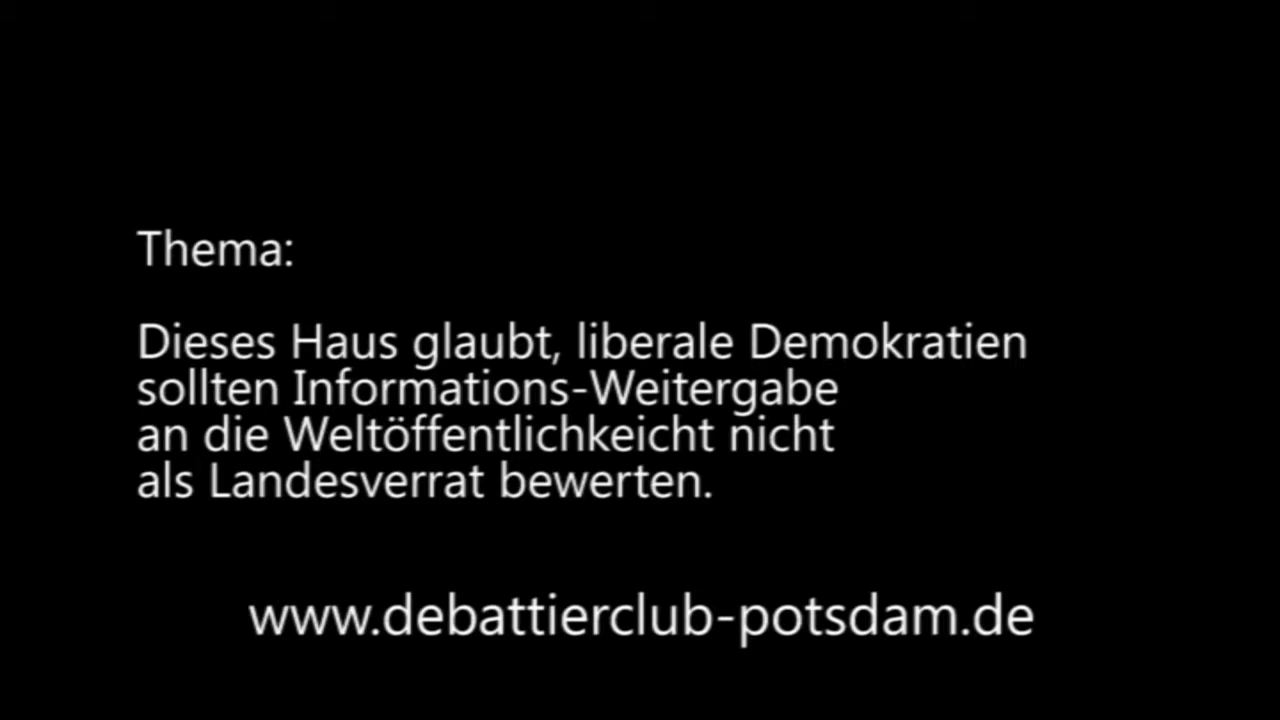 Thema:
Dieses Haus glaubt, liberale Demokratien
sollten Informations-Weitergabe
an die Weltöffentlichkeicht nicht
als Landesverrat bewerten.
www.debattierclub-potsdam.de